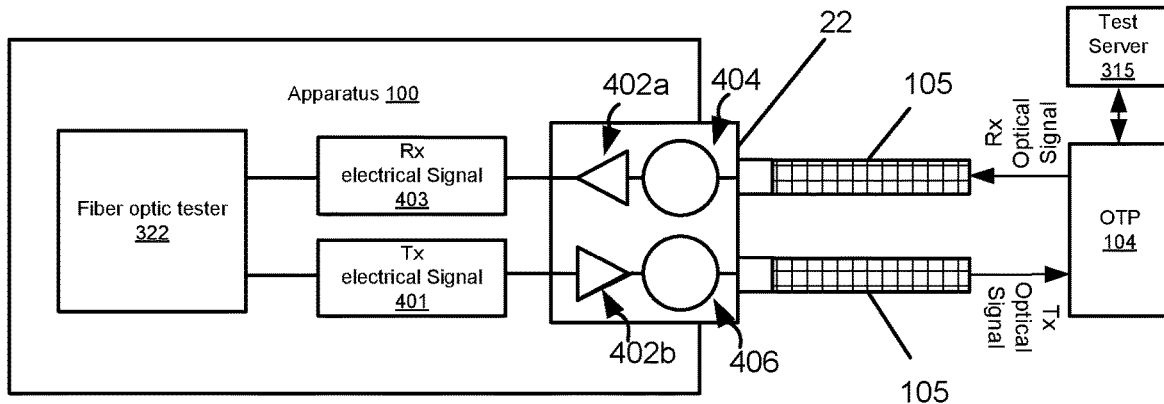 Test
Server
315
22
Apparatus 100
402a
404
105
Rx
Optical
Signal
Rx
electrical Signal
403
Fiber optic tester
322
OTP
104
Tx
electrical Signal
401
Tx
Optical
Signal
402b
406
105